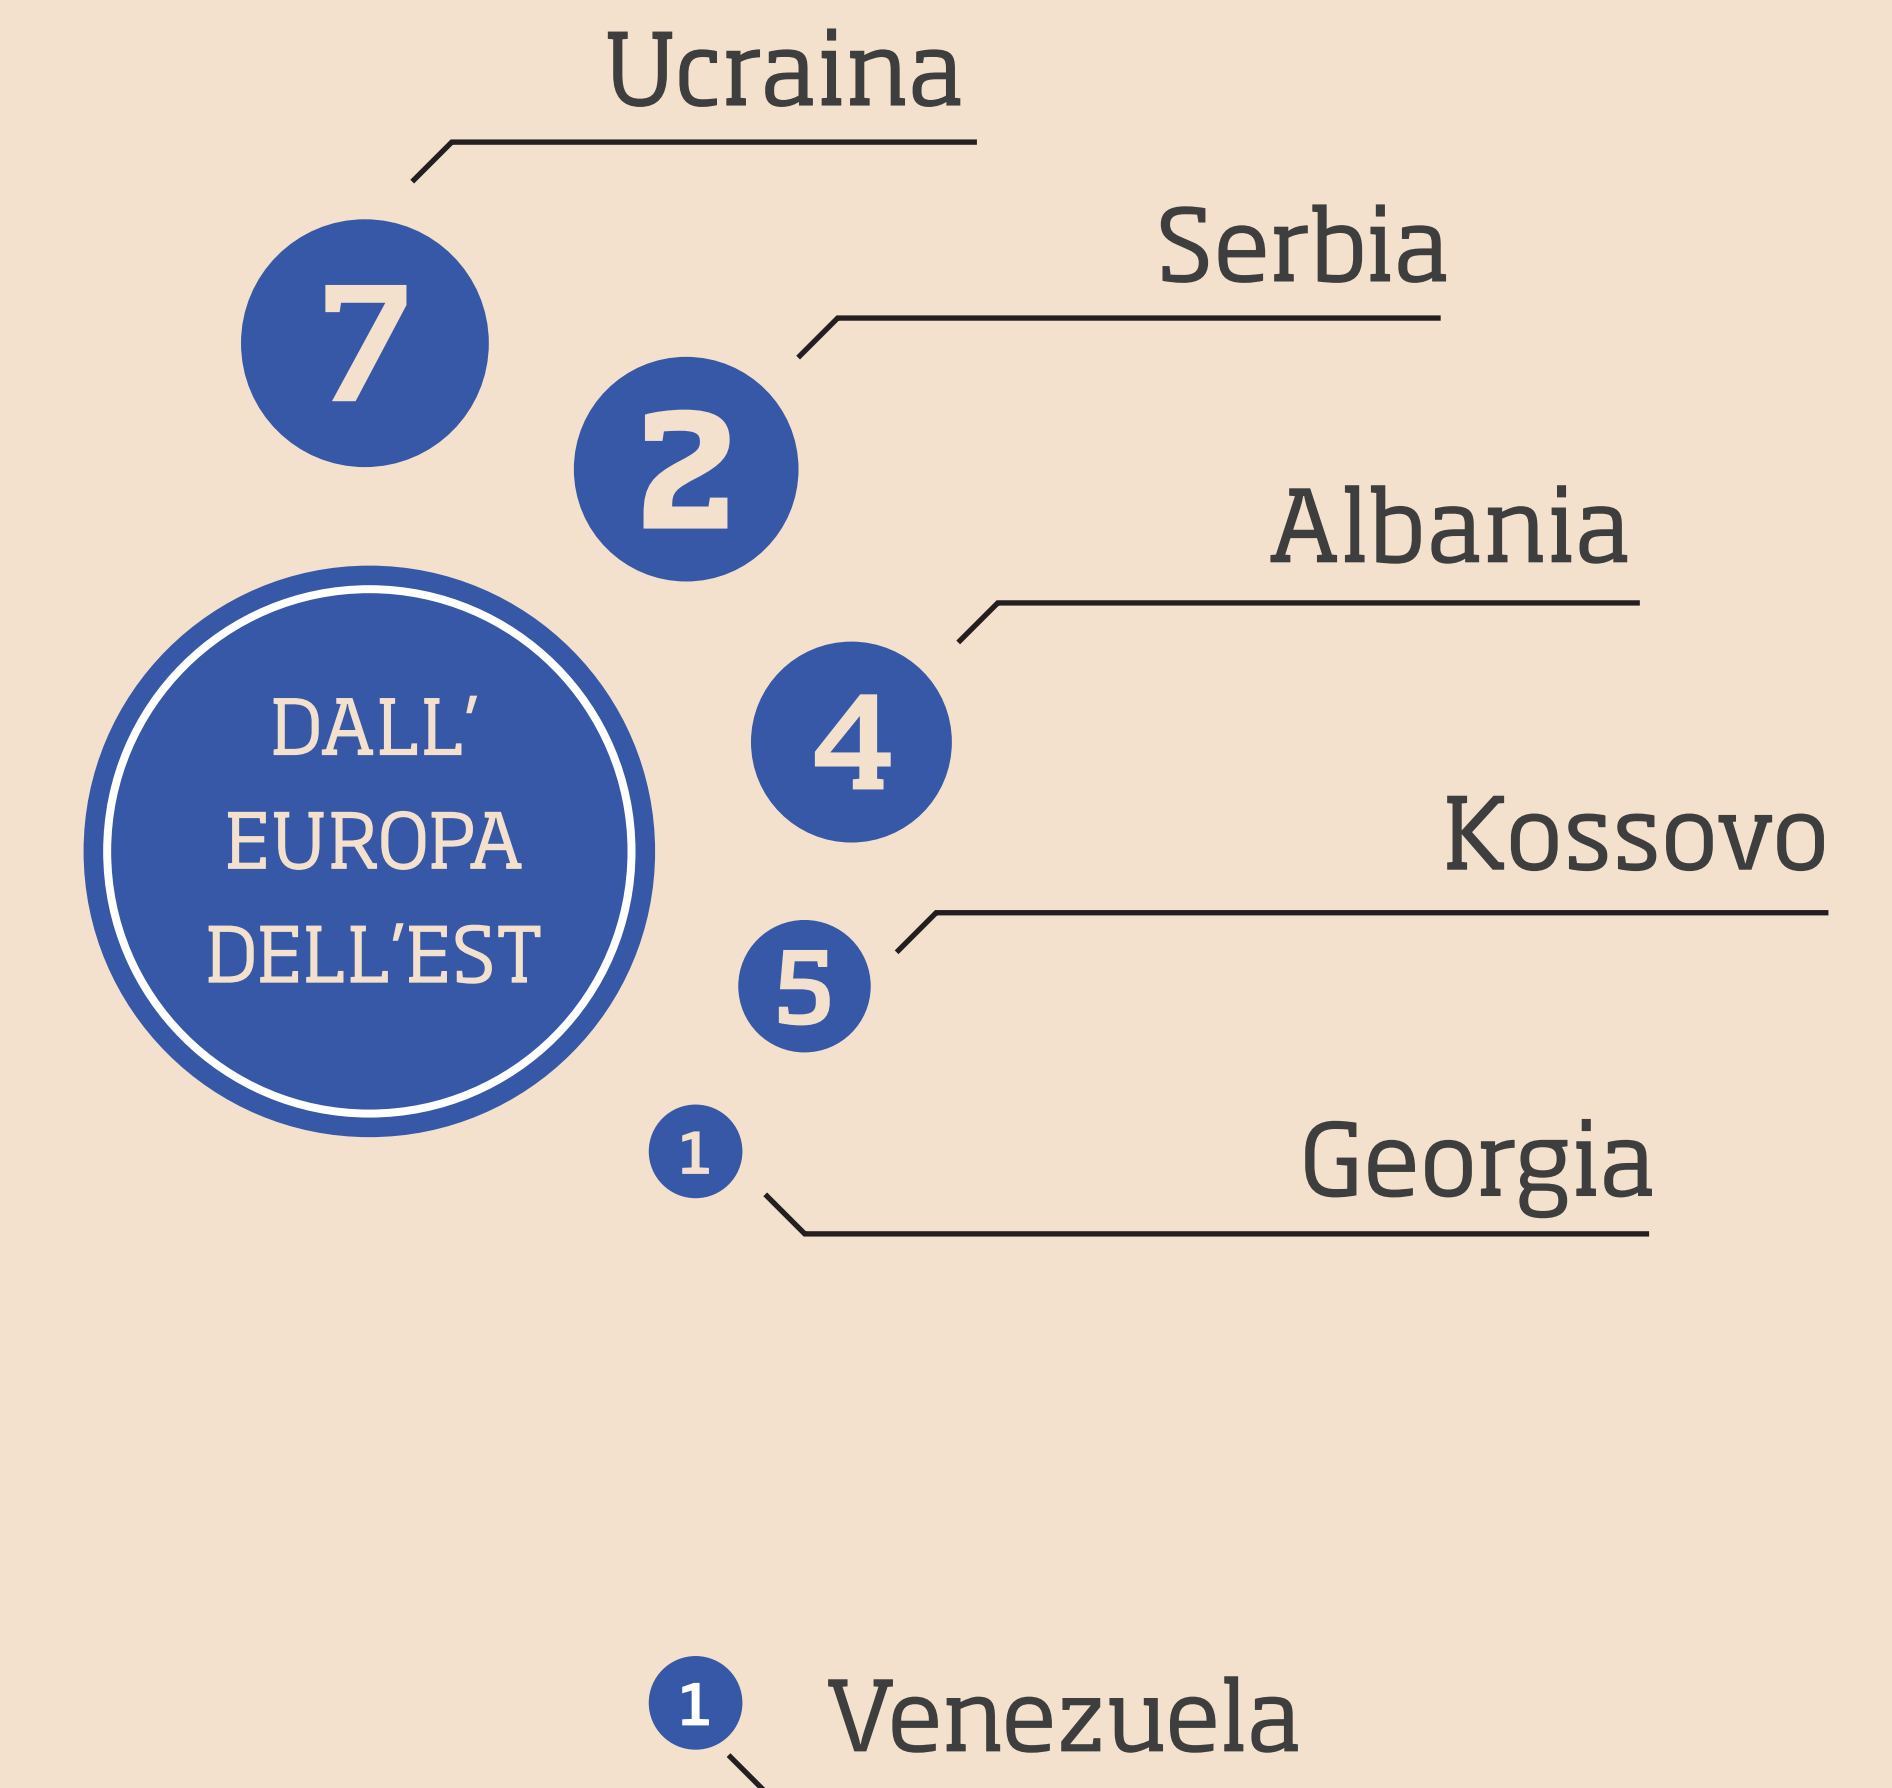 Ucraina
7
Serbia
2
Albania
4
DALL'
EUROPA
DELL'EST
Kossovo
5
1
Georgia
1
Venezuela